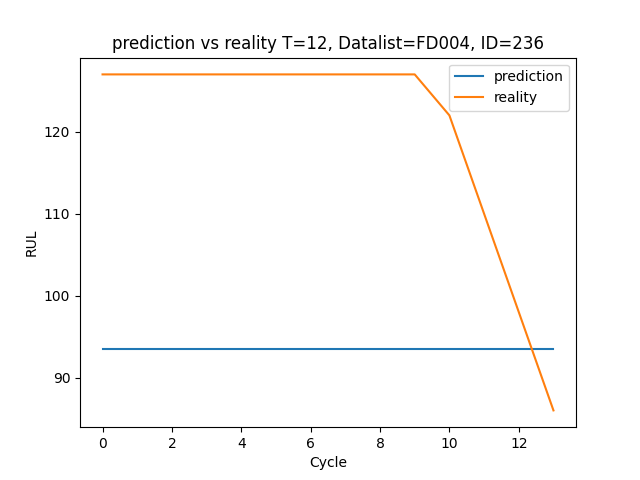 prediction vs reality T=12, Datalist=FD004, ID=236
prediction
reality
120
110
100
90
RUL
0 2 4 6 8 10 12
Cycle